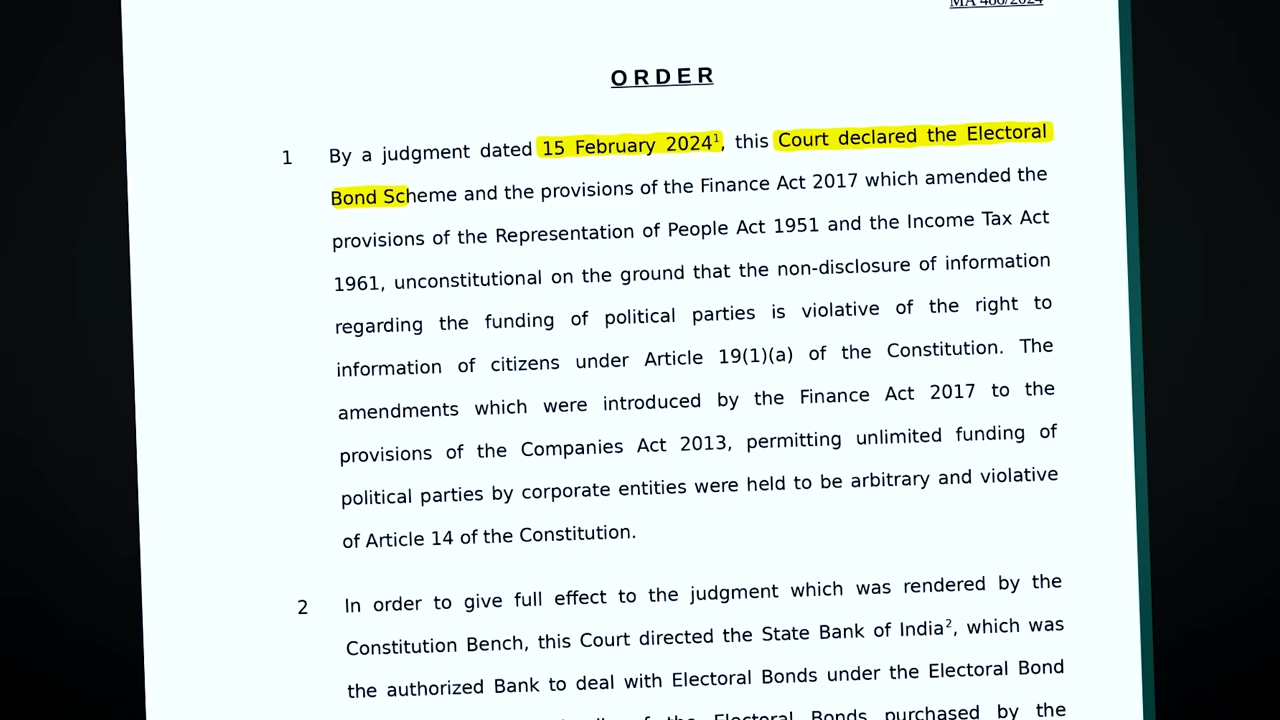 MA 486/2024
ORDER
1 By a judgment dated 15 February 2024¹, this Court declared the Electoral
Bond Scheme and the provisions of the Finance Act 2017 which amended the
provisions of the Representation of People Act 1951 and the Income Tax Act
1961, unconstitutional on the ground that the non-disclosure of information
regarding the funding of political parties is violative of the right to
information of citizens under Article 19(1)(a) of the Constitution. The
amendments which were introduced by the Finance Act 2017 to the
provisions of the Companies Act 2013, permitting unlimited funding of
political parties by corporate entities were held to be arbitrary and violative
of Article 14 of the Constitution.
2 In order to give full effect to the judgment which was rendered by the
Constitution Bench, this Court directed the State Bank of India², which was
the authorized Bank to deal with Electoral Bonds under the Electoral Bond
of the Electoral Bonds purchased by the